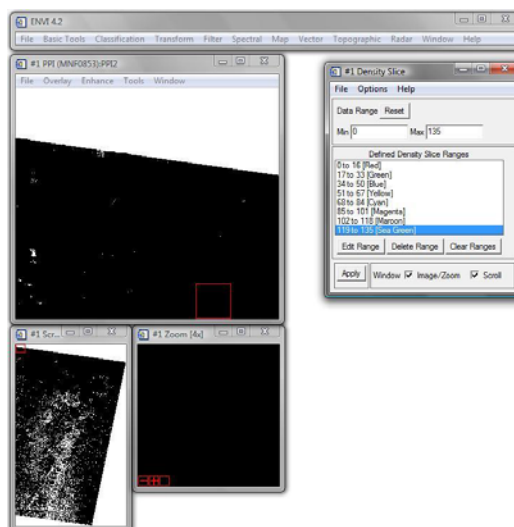 ENVI 4.2
File Basic Tools Classification Transform Filter Spectral Map Vector Topographic Radar Window Help
#1 PPI (MNF0853):PPI2
File Overlay Enhance Tools Window
#1 Density Slice
File Options Help
Data Range Reset
Min 0 Max 135
Defined Density Slice Ranges
0 to 16 [Red]
17 to 33 [Green]
34 to 50 [Blue]
51 to 67 [Yellow]
68 to 84 [Cyan]
85 to 101 [Magenta]
102 to 118 [Maroon]
119 to 135 [Sea Green]
Edit Range Delete Range Clear Ranges
Apply Window Image/Zoom Scroll
#1 Scr...
#1 Zoom [4x]